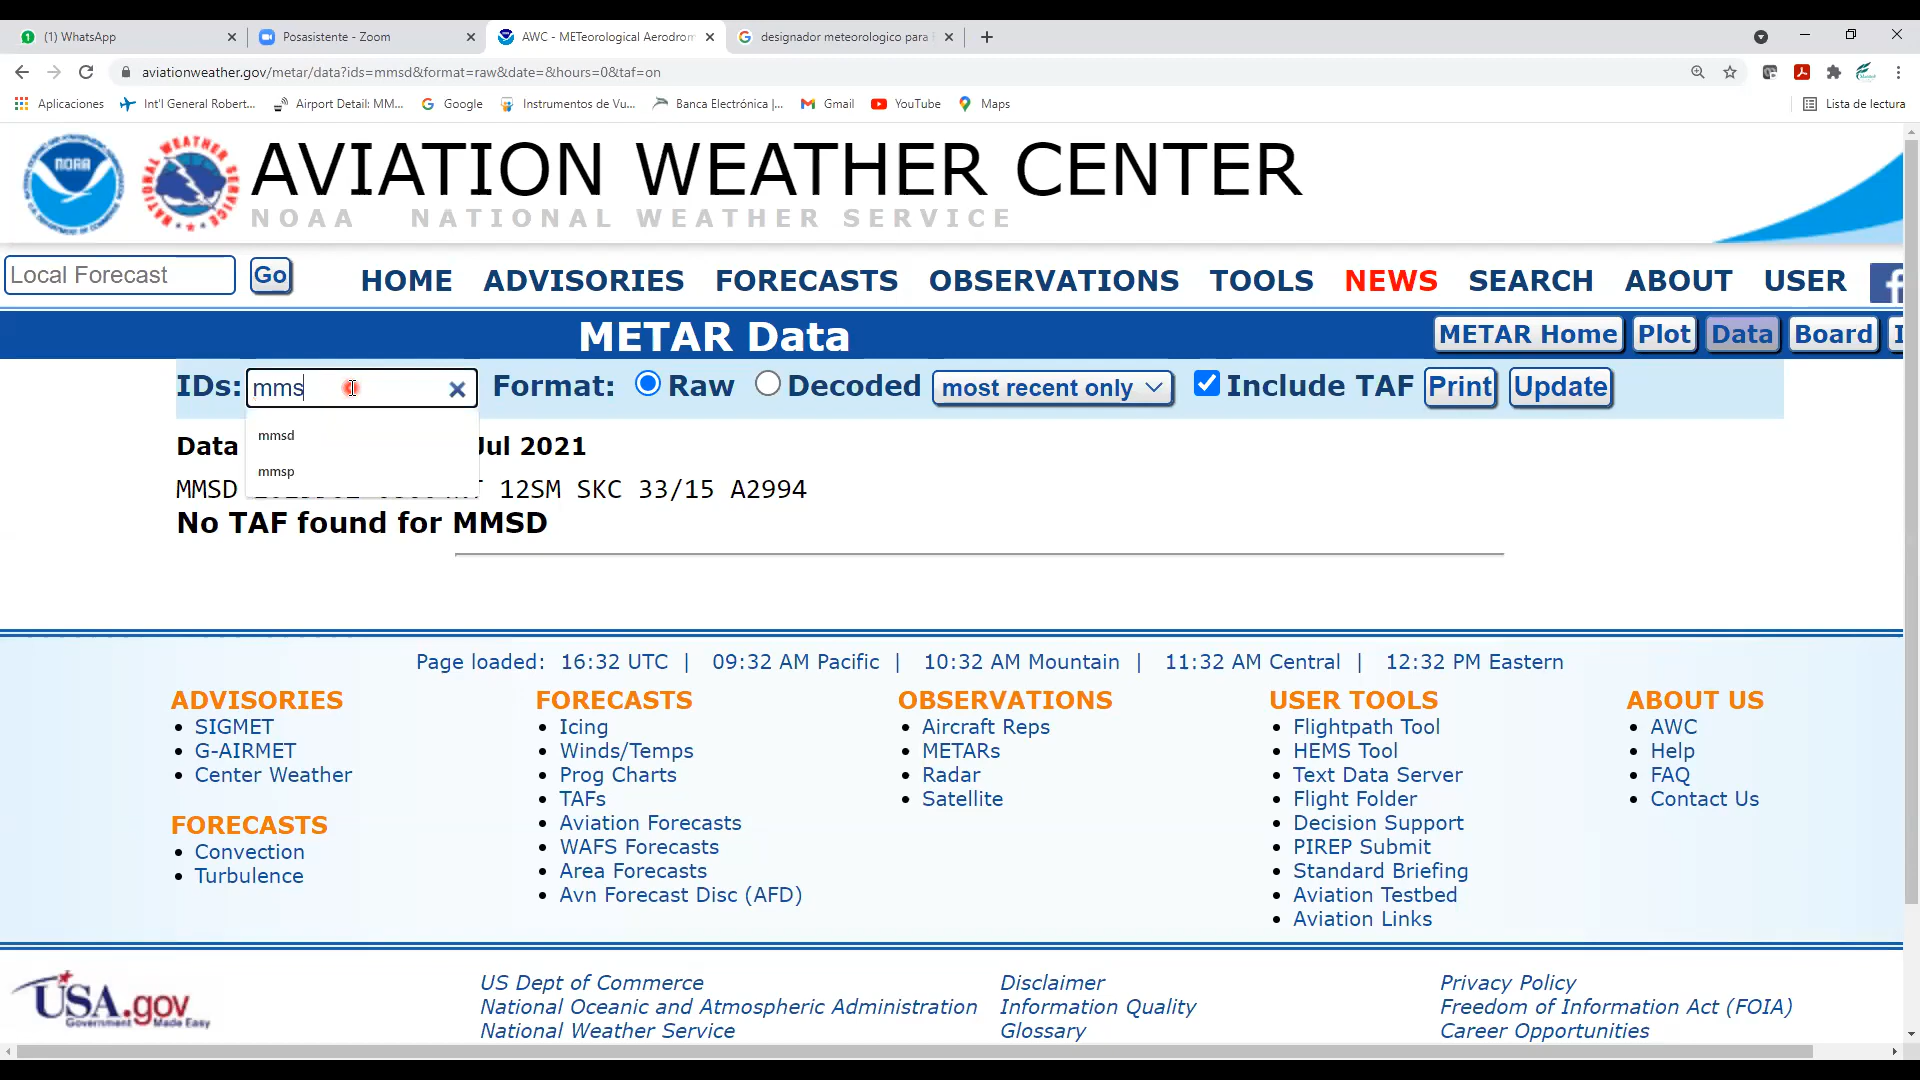 (1) WhatsApp
Posasistente - Zoom
AWC - METeorological Aerodrom
designador meteorologico para
aviationweather.gov/metar/data?ids=mmsd&format=raw&date=&hours=0&taf=on
Aplicaciones
Int'l General Robert...
Airport Detail: MM...
Google
Instrumentos de Vu...
Banca Electrónica |...
Gmail
YouTube
Maps
Lista de lectura
NOAA
AVIATION WEATHER CENTER
NOAA NATIONAL WEATHER SERVICE
Local Forecast
Go
HOME
ADVISORIES
FORECASTS
OBSERVATIONS
TOOLS
NEWS
SEARCH
ABOUT
USER
METAR Data
METAR Home
Plot
Data
Board
IDs:
mms
Format:
Raw
Decoded
most recent only
Include TAF
Print
Update
mmsd
mmsp
Data Jul 2021
MMSD 12SM SKC 33/15 A2994
No TAF found for MMSD
Page loaded: 16:32 UTC | 09:32 AM Pacific | 10:32 AM Mountain | 11:32 AM Central | 12:32 PM Eastern
ADVISORIES
SIGMET
G-AIRMET
Center Weather
FORECASTS
Convection
Turbulence
FORECASTS
Icing
Winds/Temps
Prog Charts
TAFs
Aviation Forecasts
WAFS Forecasts
Area Forecasts
Avn Forecast Disc (AFD)
OBSERVATIONS
Aircraft Reps
METARs
Radar
Satellite
USER TOOLS
Flightpath Tool
HEMS Tool
Text Data Server
Flight Folder
Decision Support
PIREP Submit
Standard Briefing
Aviation Testbed
Aviation Links
ABOUT US
AWC
Help
FAQ
Contact Us
USA.gov
Government Made Easy
US Dept of Commerce
National Oceanic and Atmospheric Administration
National Weather Service
Disclaimer
Information Quality
Glossary
Privacy Policy
Freedom of Information Act (FOIA)
Career Opportunities